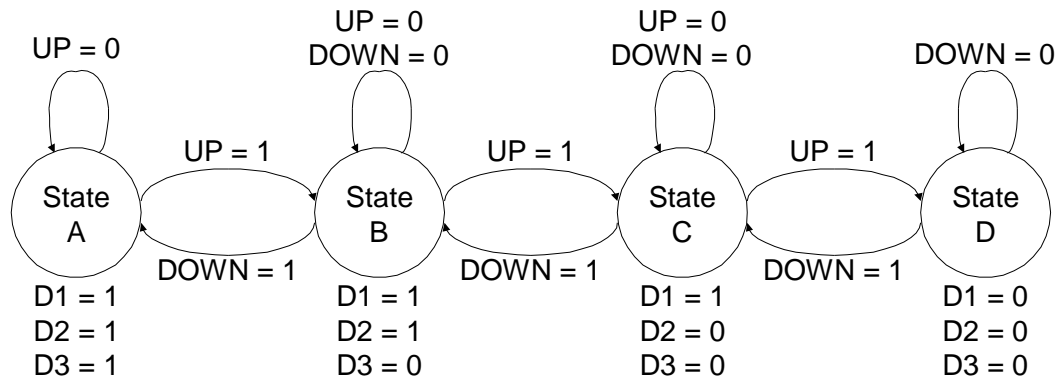 UP = 0
UP = 0
DOWN = 0
UP = 0
DOWN = 0
DOWN = 0
State
A
UP = 1
DOWN = 1
State
B
UP = 1
DOWN = 1
State
C
UP = 1
DOWN = 1
State
D
D1 = 1
D2 = 1
D3 = 1
D1 = 1
D2 = 1
D3 = 0
D1 = 1
D2 = 0
D3 = 0
D1 = 0
D2 = 0
D3 = 0